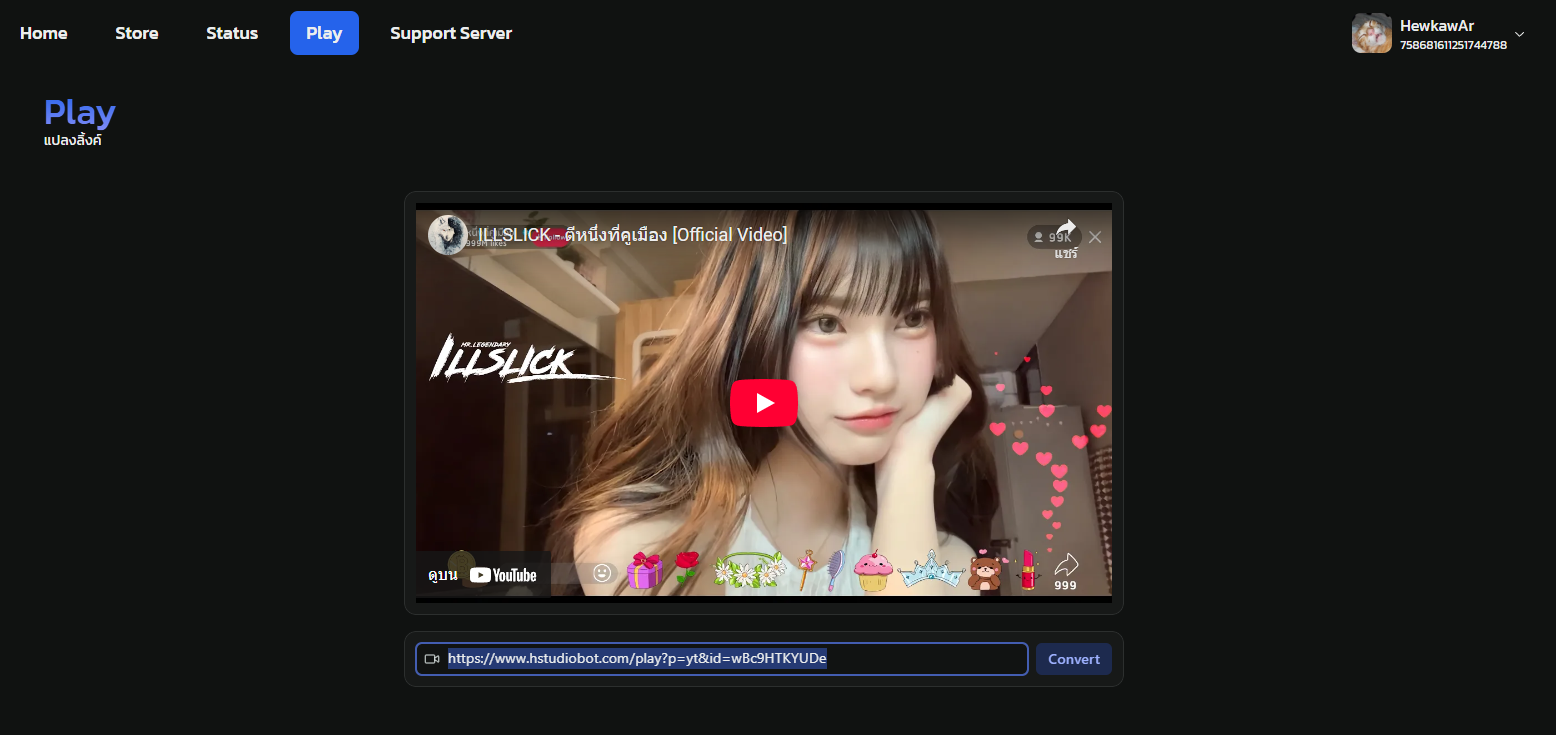 Home Store Status Play Support Server
HewkawAr
758681611251744788
Play
แปลงลิ้งค์
ILLSLICK - ดีหนึ่งที่คูเมือง [Official Video]
999M likes
99K
แชร์
MR.LEGENDARY
ILLSLICK
ดูบน YouTube
999
https://www.hstudiobot.com/play?p=yt&id=wBc9HTKYUDe Convert